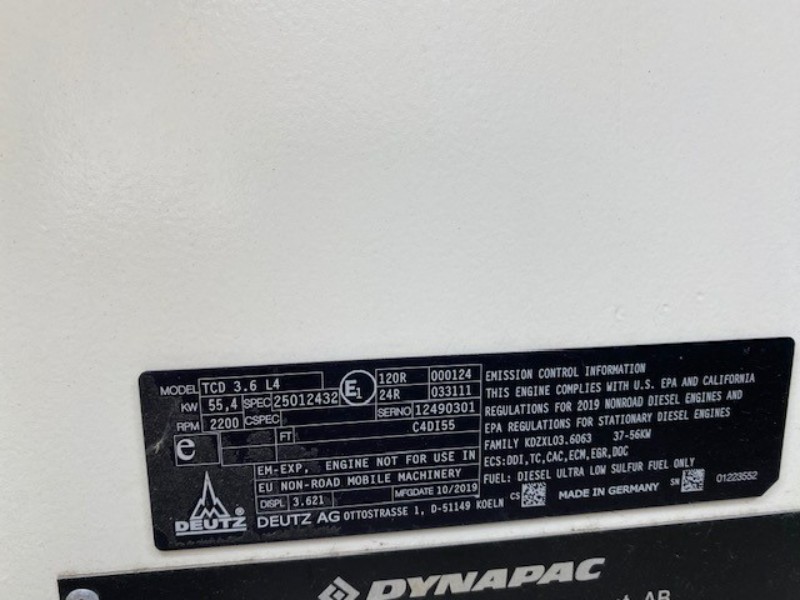 MODEL TCD 3.6 L4
KW 55,4 SPEC 25012432 E1 120R 000124
24R 033111
RPM 2200 CSPEC SERNO 12490301
e FT C4DI55
EM-EXP, ENGINE NOT FOR USE IN
EU NON-ROAD MOBILE MACHINERY
DISPL 3.621 MFGDATE 10/2019
DEUTZ DEUTZ AG OTTOSTRASSE 1, D-51149 KOELN
EMISSION CONTROL INFORMATION
THIS ENGINE COMPLIES WITH U.S. EPA AND CALIFORNIA
REGULATIONS FOR 2019 NONROAD DIESEL ENGINES AND
EPA REGULATIONS FOR STATIONARY DIESEL ENGINES
FAMILY KDZXL03.6063 37-56KW
ECS:DDI,TC,CAC,ECM,EGR,DOC
FUEL: DIESEL ULTRA LOW SULFUR FUEL ONLY
CS MADE IN GERMANY SN 01223552
DYNAPAC
AB